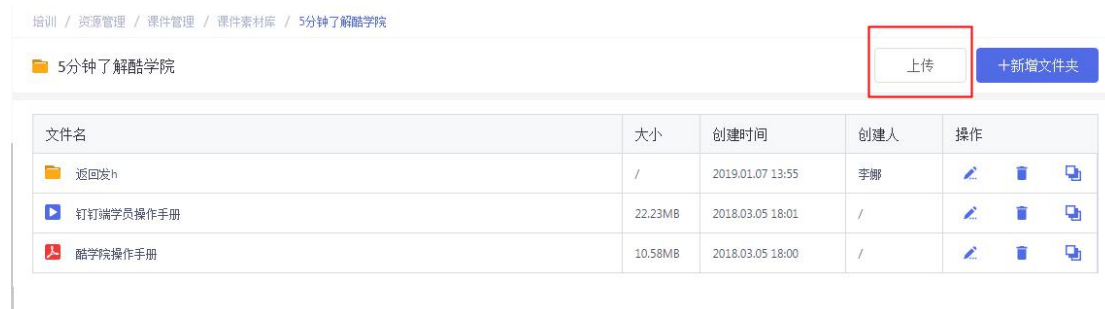 培训 / 资源管理 / 课件管理 / 课件素材库 / 5分钟了解酷学院
5分钟了解酷学院 上传 +新增文件夹
文件名 大小 创建时间 创建人 操作
返回发h / 2019.01.07 13:55 李娜
钉钉端学员操作手册 22.23MB 2018.03.05 18:01 /
酷学院操作手册 10.58MB 2018.03.05 18:00 /